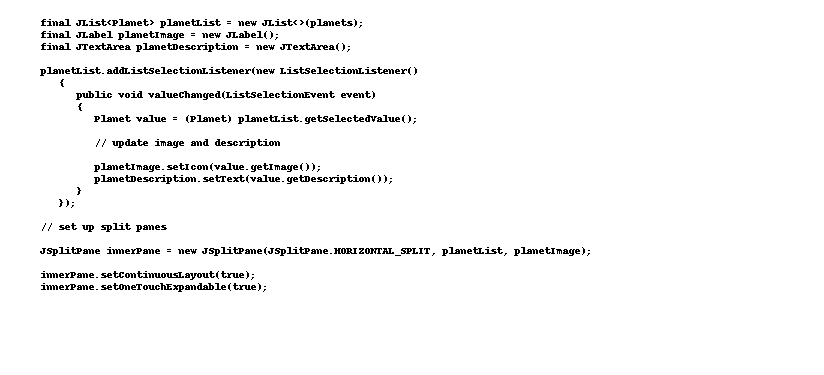 final JList<Planet> planetList = new JList<>(planets);
final JLabel planetImage = new JLabel();
final JTextArea planetDescription = new JTextArea();

planetList.addListSelectionListener(new ListSelectionListener()
   {
      public void valueChanged(ListSelectionEvent event)
      {
         Planet value = (Planet) planetList.getSelectedValue();

         // update image and description

         planetImage.setIcon(value.getImage());
         planetDescription.setText(value.getDescription());
      }
   });

// set up split panes

JSplitPane innerPane = new JSplitPane(JSplitPane.HORIZONTAL_SPLIT, planetList, planetImage);

innerPane.setContinuousLayout(true);
innerPane.setOneTouchExpandable(true);